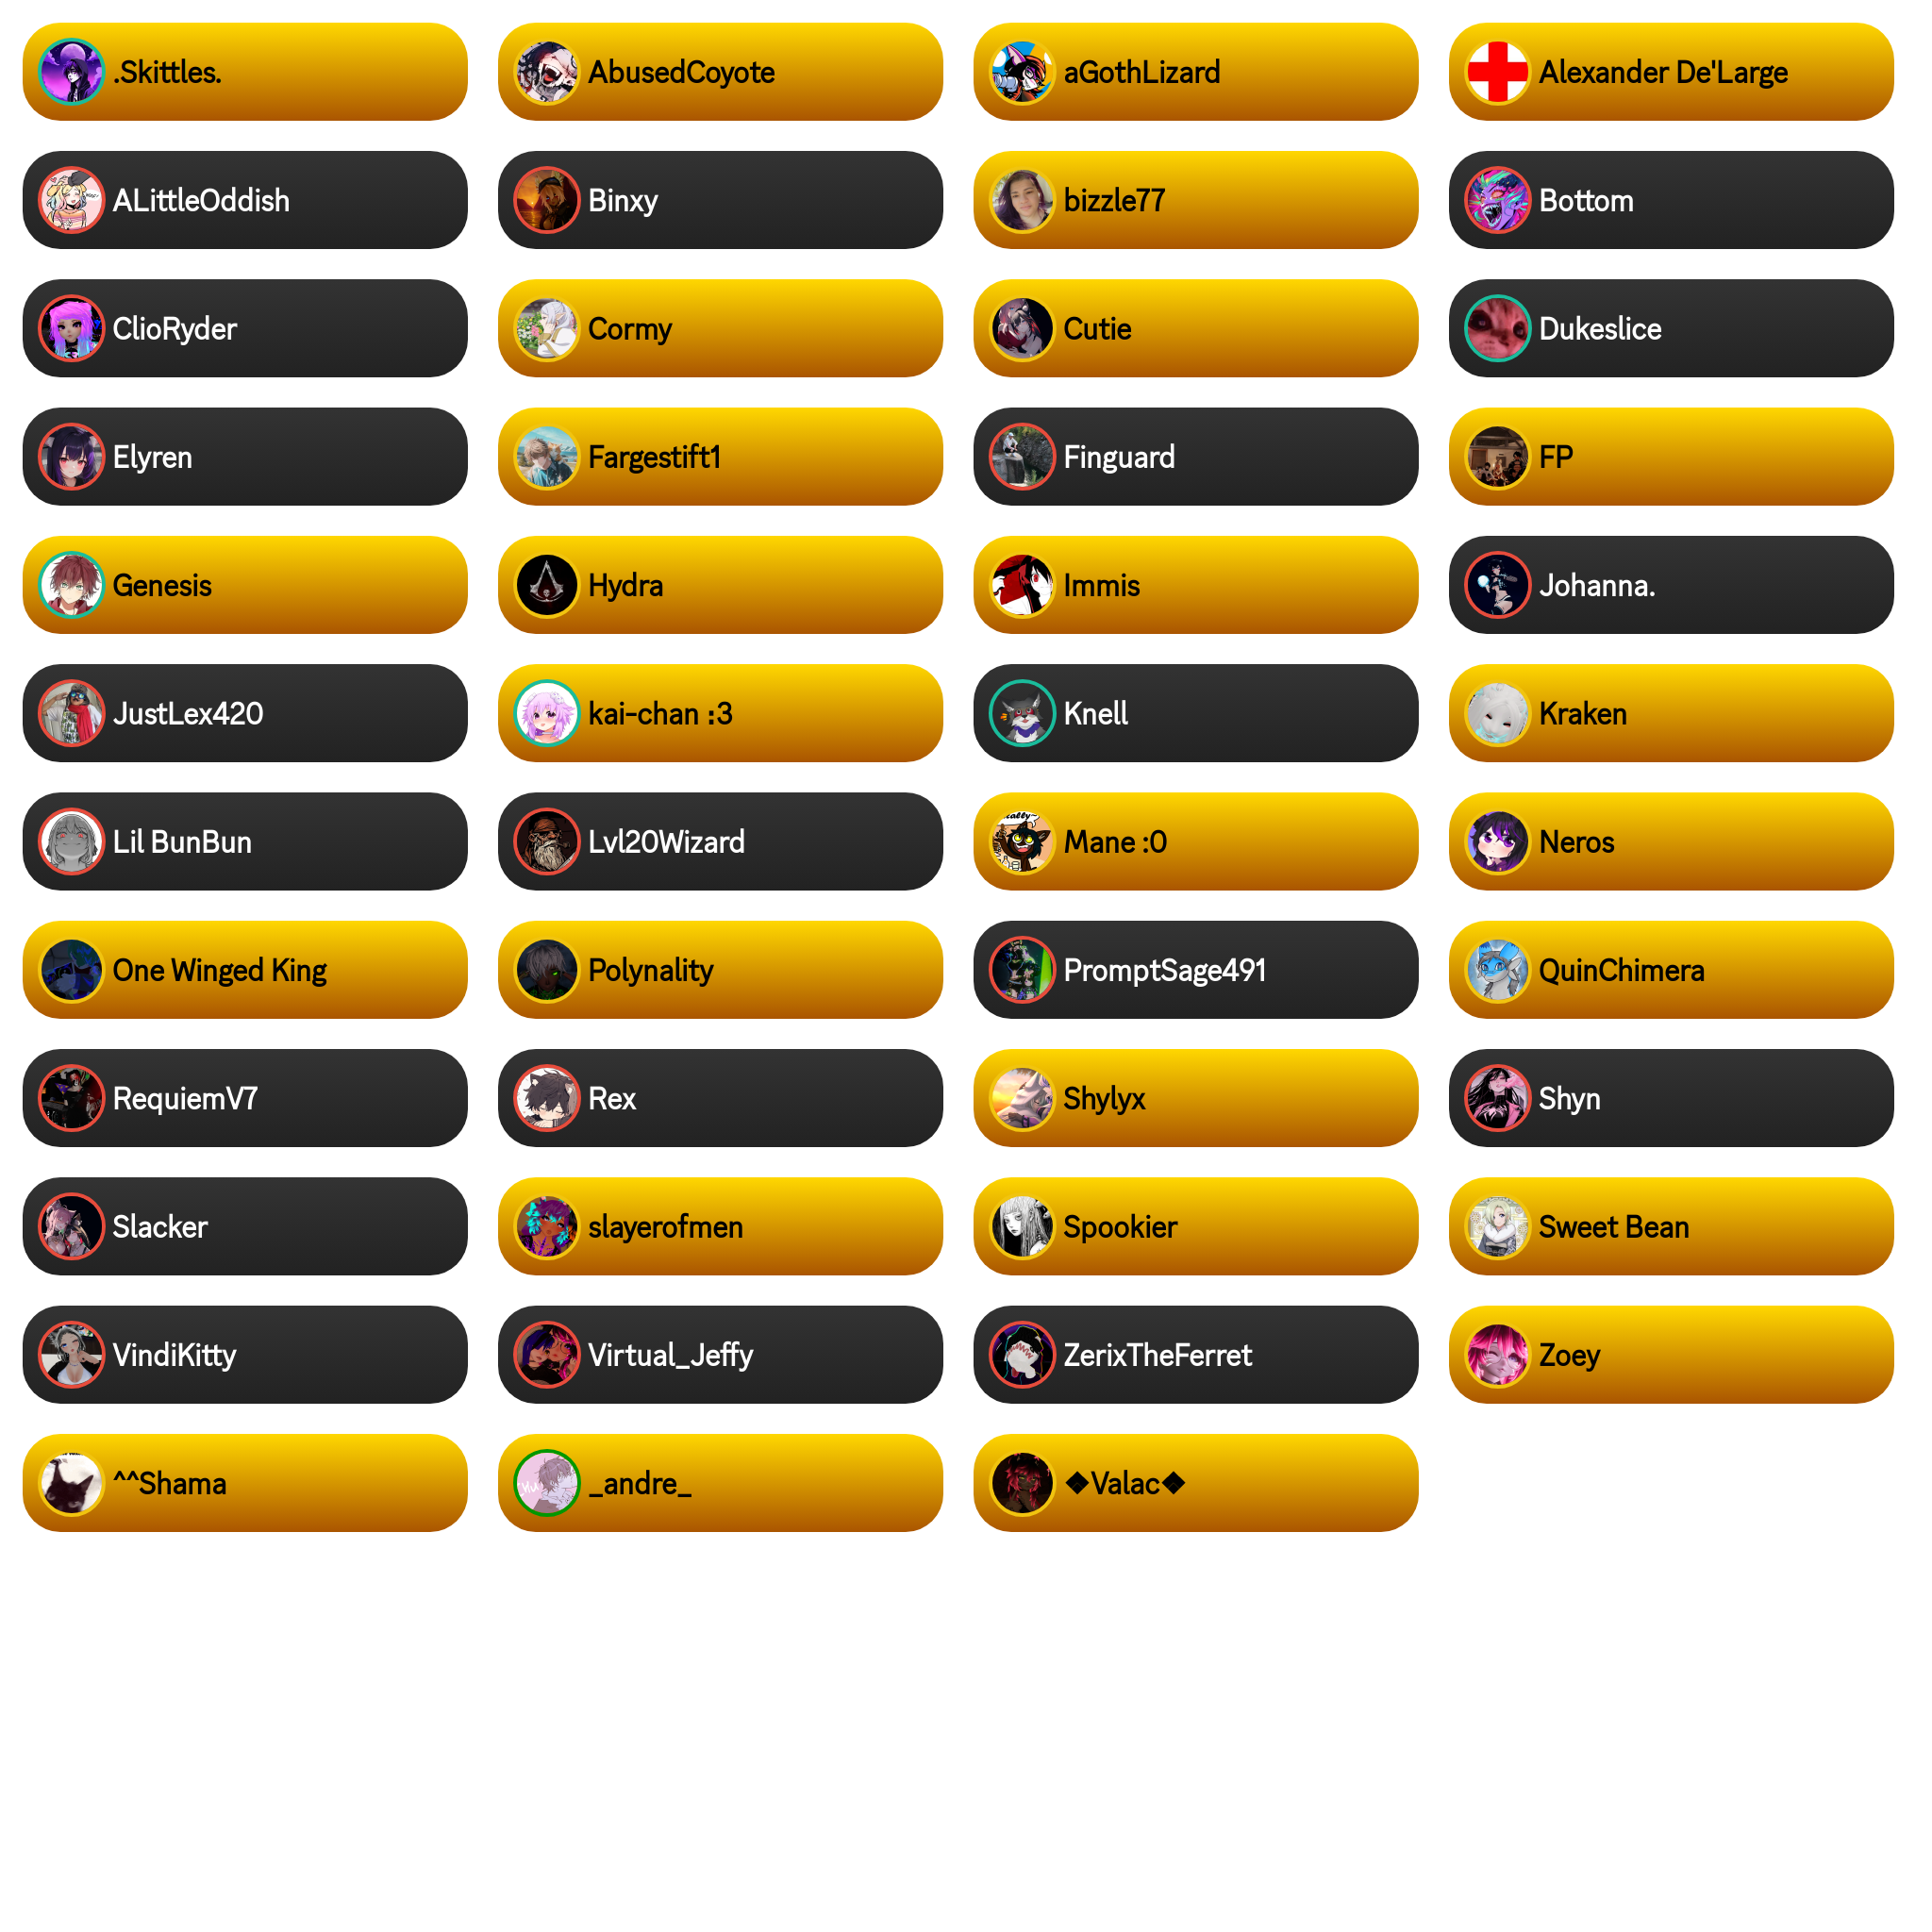 .Skittles.
AbusedCoyote
aGothLizard
Alexander De'Large
ALittleOddish
Binxy
bizzle77
Bottom
ClioRyder
Cormy
Cutie
Dukeslice
Elyren
Fargestift1
Finguard
FP
Genesis
Hydra
Immis
Johanna.
JustLex420
kai-chan :3
Knell
Kraken
Lil BunBun
Lvl20Wizard
Mane :0
Neros
One Winged King
Polynality
PromptSage491
QuinChimera
RequiemV7
Rex
Shylyx
Shyn
Slacker
slayerofmen
Spookier
Sweet Bean
VindiKitty
Virtual_Jeffy
ZerixTheFerret
Zoey
^^Shama
_andre_
❖Valac❖